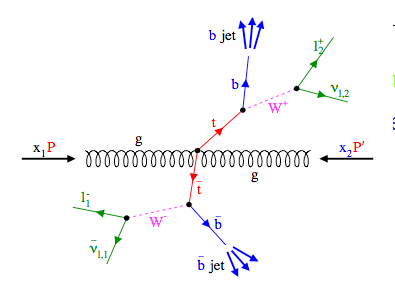 b jet
l₂⁺
b
ν₁,₂
W⁺
t
g
x₁P
x₂P′
g
t̄
l₁⁻
b̄
W⁻
ν̄₁,₁
b̄ jet